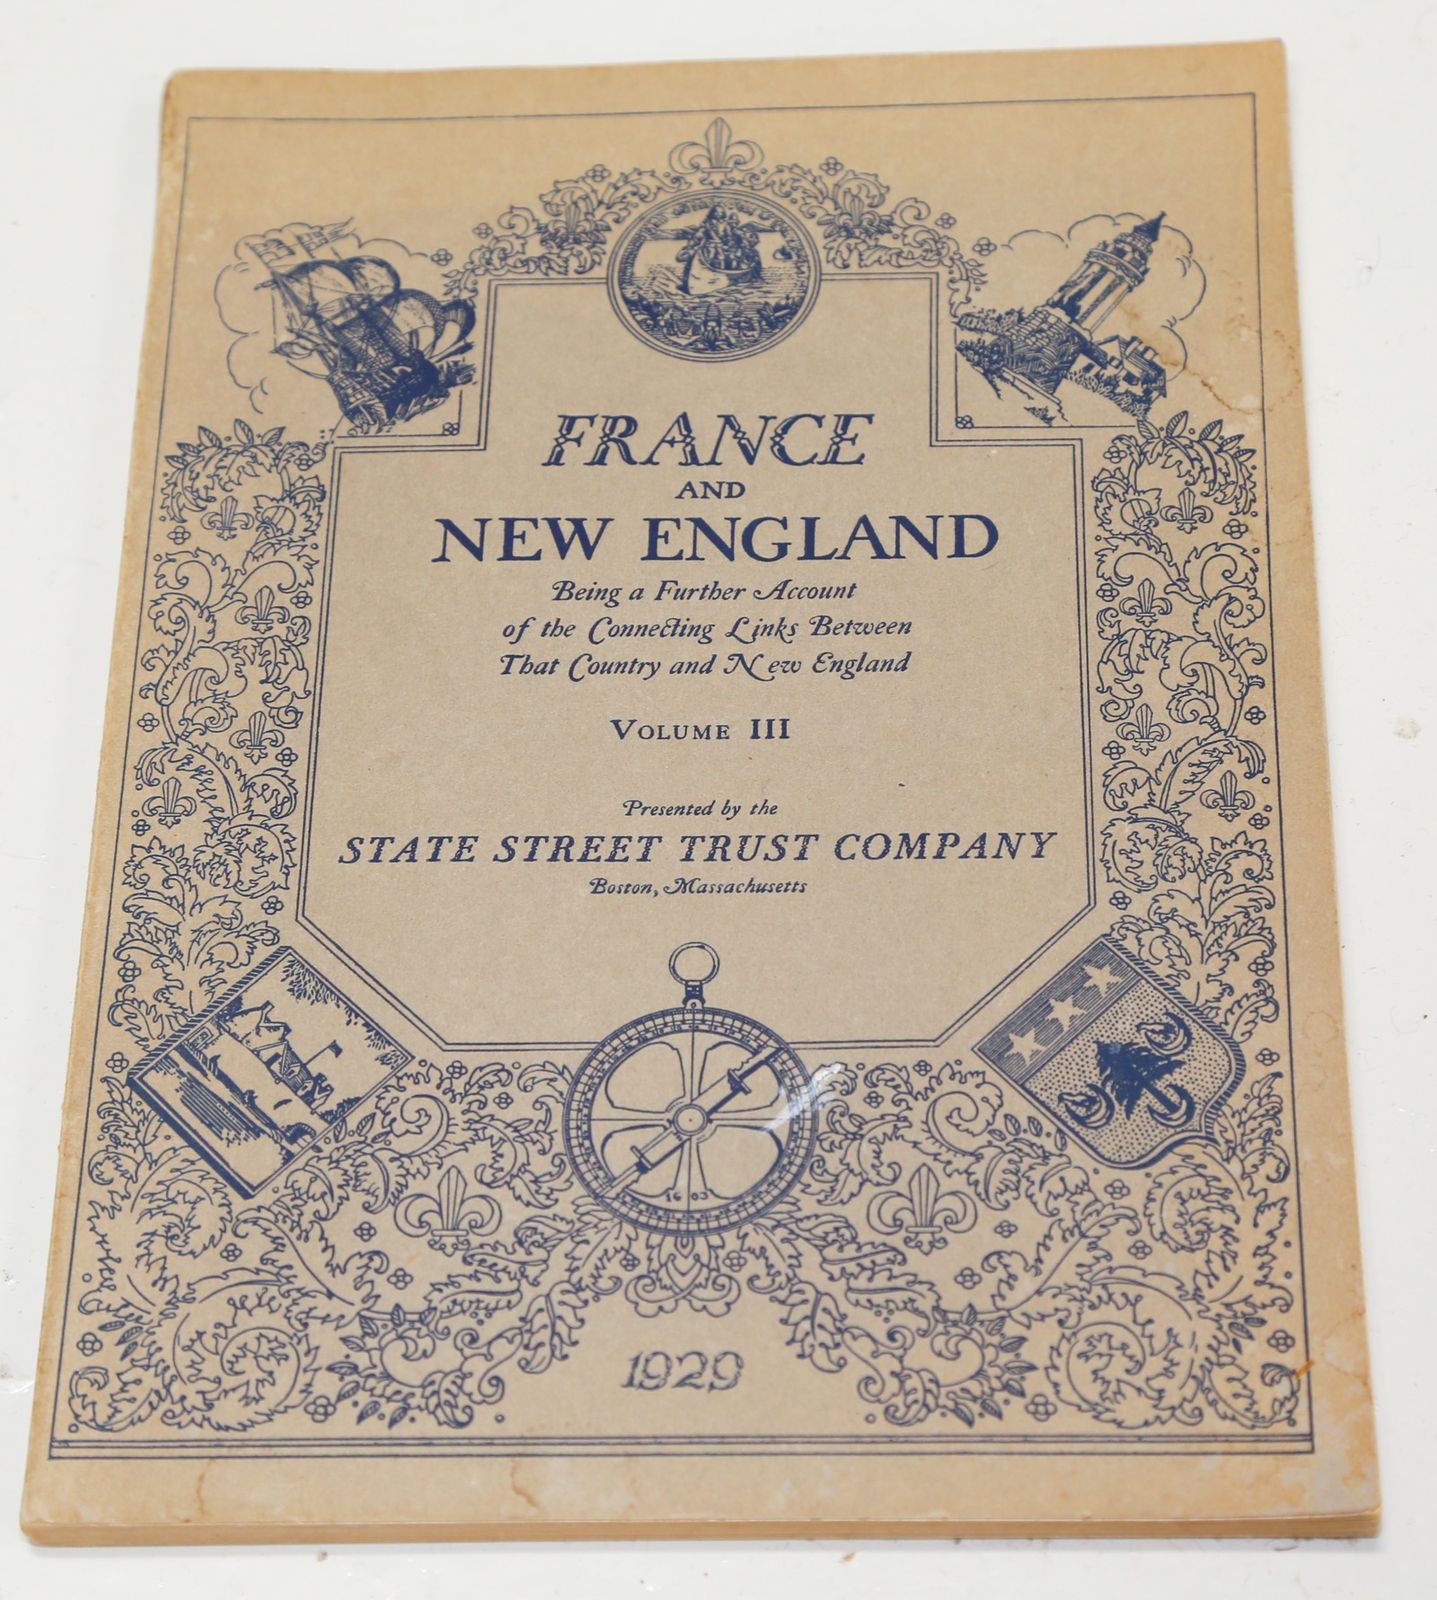 FRANCE
AND
NEW ENGLAND
Being a Further Account
of the Connecting Links Between
That Country and New England
VOLUME III
Presented by the
STATE STREET TRUST COMPANY
Boston, Massachusetts
1603
1929